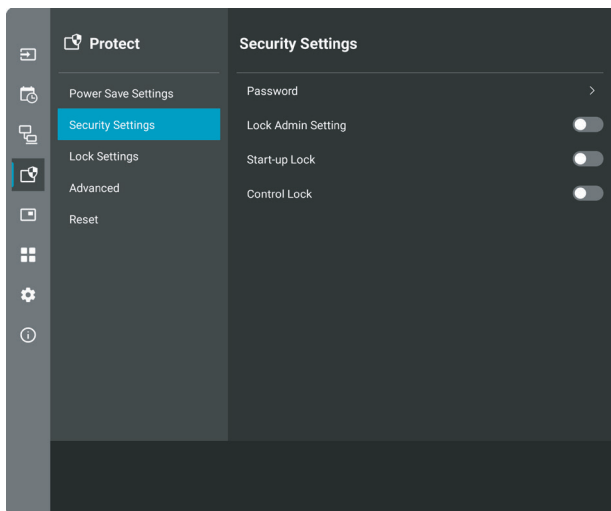 Protect
Security Settings
Power Save Settings
Password
Security Settings
Lock Admin Setting
Lock Settings
Start-up Lock
Advanced
Control Lock
Reset